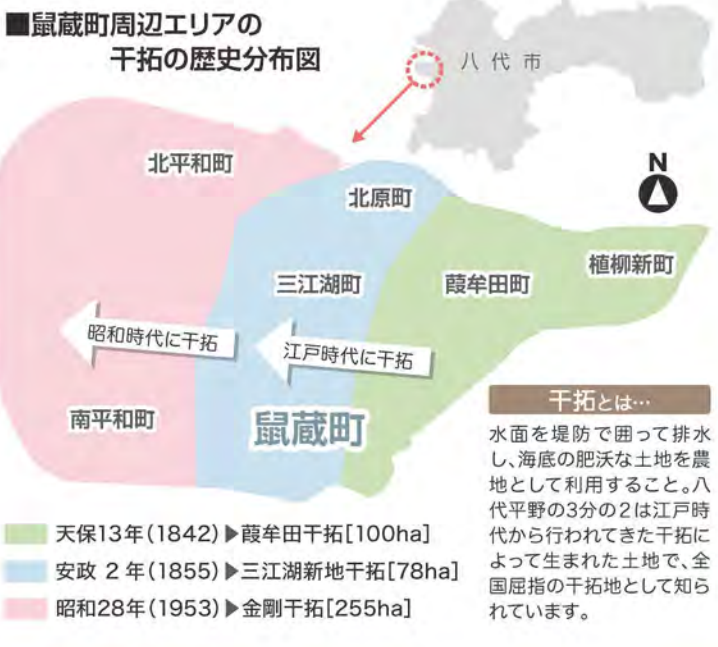 ■鼠蔵町周辺エリアの
干拓の歴史分布図
八代市
N
北平和町
北原町
植柳新町
三江湖町
葭牟田町
昭和時代に干拓
江戸時代に干拓
南平和町
鼠蔵町
干拓とは…
水面を堤防で囲って排水
し、海底の肥沃な土地を農
地として利用すること。八
代平野の3分の2は江戸時
代から行われてきた干拓に
よって生まれた土地で、全
国屈指の干拓地として知ら
れています。
天保13年(1842)▶葭牟田干拓[100ha]
安政 2年(1855)▶三江湖新地干拓[78ha]
昭和28年(1953)▶金剛干拓[255ha]